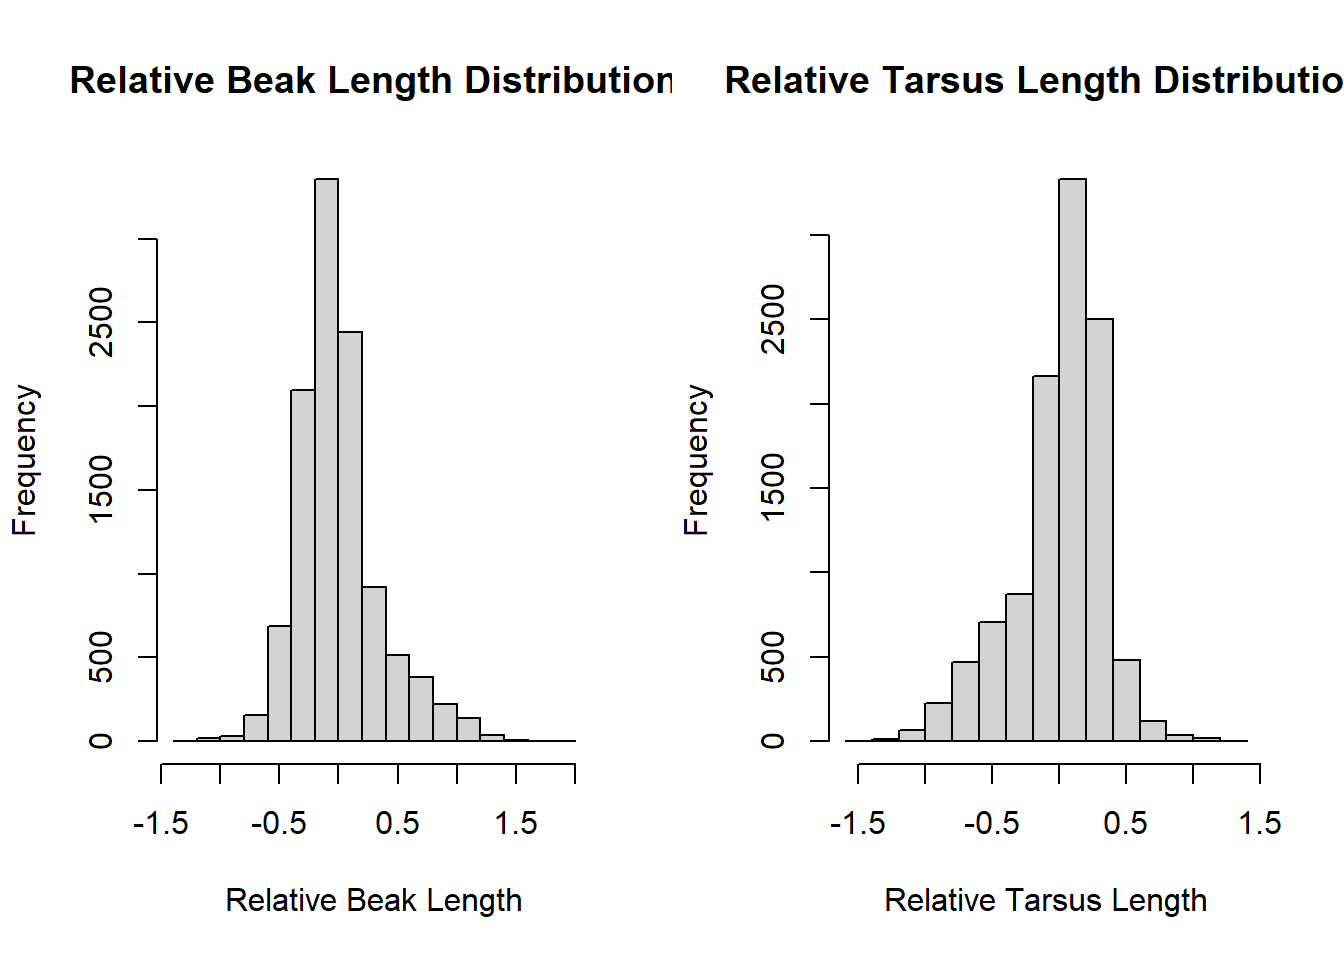 Relative Beak Length Distribution
Frequency
0
500
1500
2500
-1.5 -0.5 0.5 1.5
Relative Beak Length
Relative Tarsus Length Distributio
Frequency
0
500
1500
2500
-1.5 -0.5 0.5 1.5
Relative Tarsus Length